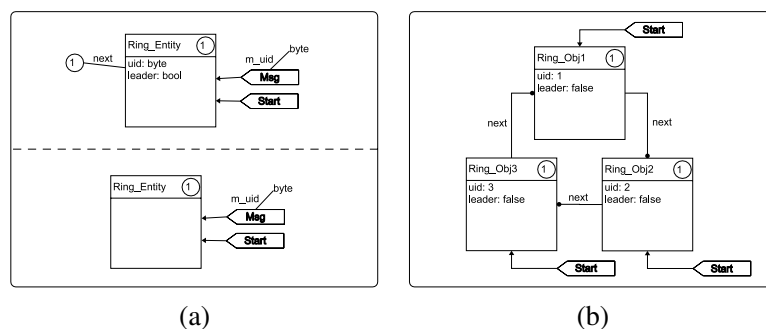 Ring_Entity 1
1 next
uid: byte
leader: bool
m_uid byte
Msg
Start
Ring_Entity 1
m_uid byte
Msg
Start
(a)
Start
Ring_Obj1 1
uid: 1
leader: false
next
next
Ring_Obj3 1
uid: 3
leader: false
next
Ring_Obj2 1
uid: 2
leader: false
Start
Start
(b)